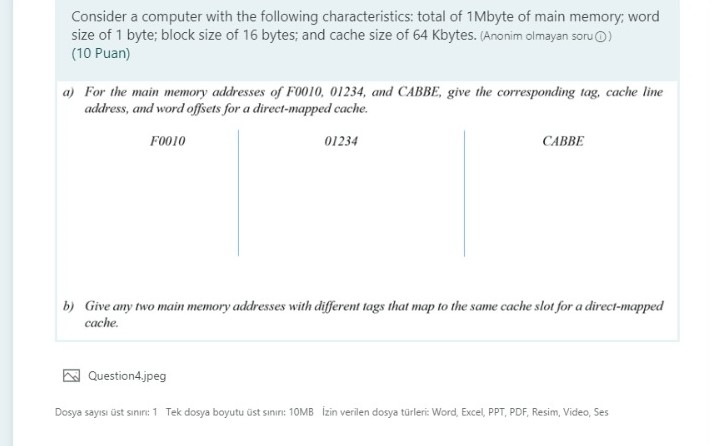 Consider a computer with the following characteristics: total of 1Mbyte of main memory; word
size of 1 byte; block size of 16 bytes; and cache size of 64 Kbytes. (Anonim olmayan soru ⓘ)
(10 Puan)
a) For the main memory addresses of F0010, 01234, and CABBE, give the corresponding tag, cache line
address, and word offsets for a direct-mapped cache.
F0010 01234 CABBE
b) Give any two main memory addresses with different tags that map to the same cache slot for a direct-mapped
cache.
Question4.jpeg
Dosya sayısı üst sınırı: 1 Tek dosya boyutu üst sınırı: 10MB İzin verilen dosya türleri: Word, Excel, PPT, PDF, Resim, Video, Ses